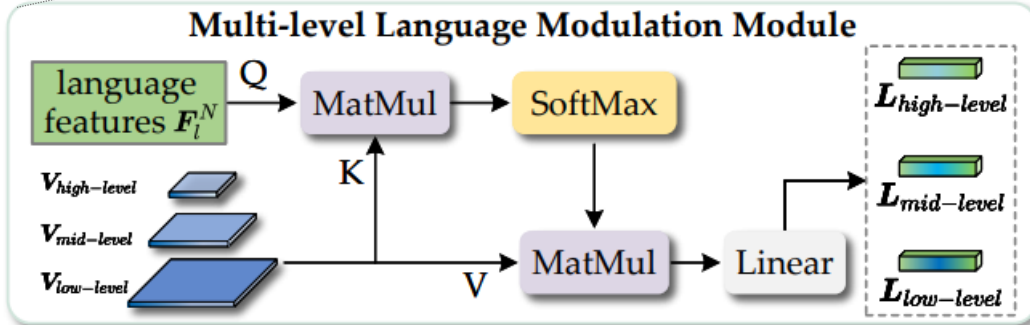 Multi-level Language Modulation Module
language
features F_l^N
Q
MatMul
SoftMax
L_high-level
K
V_high-level
V_mid-level
V_low-level
V
MatMul
Linear
L_mid-level
L_low-level